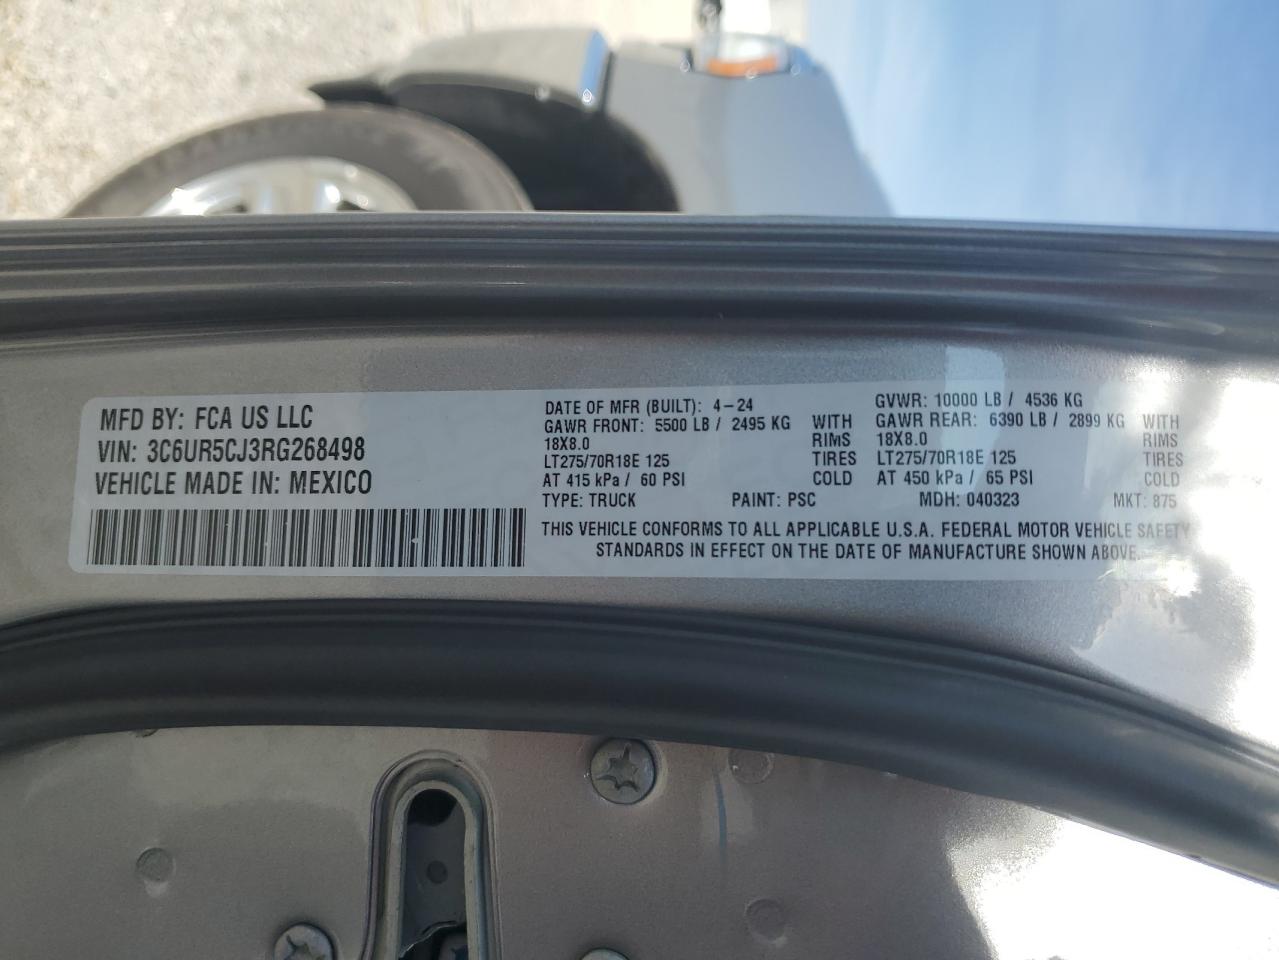 MFD BY: FCA US LLC
VIN: 3C6UR5CJ3RG268498
VEHICLE MADE IN: MEXICO
DATE OF MFR (BUILT): 4-24 GVWR: 10000 LB / 4536 KG
GAWR FRONT: 5500 LB / 2495 KG WITH GAWR REAR: 6390 LB / 2899 KG WITH
18X8.0 RIMS 18X8.0 RIMS
LT275/70R18E 125 TIRES LT275/70R18E 125 TIRES
AT 415 kPa / 60 PSI COLD AT 450 kPa / 65 PSI COLD
TYPE: TRUCK PAINT: PSC MDH: 040323 MKT: 875
THIS VEHICLE CONFORMS TO ALL APPLICABLE U.S.A. FEDERAL MOTOR VEHICLE SAFETY
STANDARDS IN EFFECT ON THE DATE OF MANUFACTURE SHOWN ABOVE.